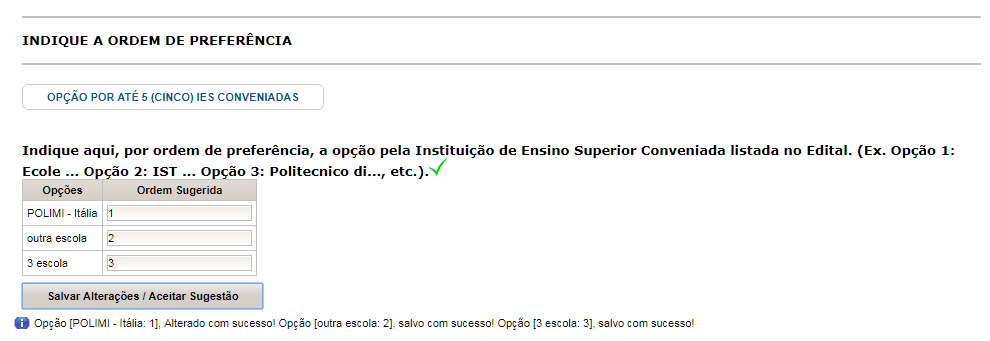 INDIQUE A ORDEM DE PREFERÊNCIA
OPÇÃO POR ATÉ 5 (CINCO) IES CONVENIADAS
Indique aqui, por ordem de preferência, a opção pela Instituição de Ensino Superior Conveniada listada no Edital. (Ex. Opção 1:
Ecole ... Opção 2: IST ... Opção 3: Politecnico di..., etc.).
Opções Ordem Sugerida
POLIMI - Itália 1
outra escola 2
3 escola 3
Salvar Alterações / Aceitar Sugestão
Opção [POLIMI - Itália: 1], Alterado com sucesso! Opção [outra escola: 2], salvo com sucesso! Opção [3 escola: 3], salvo com sucesso!